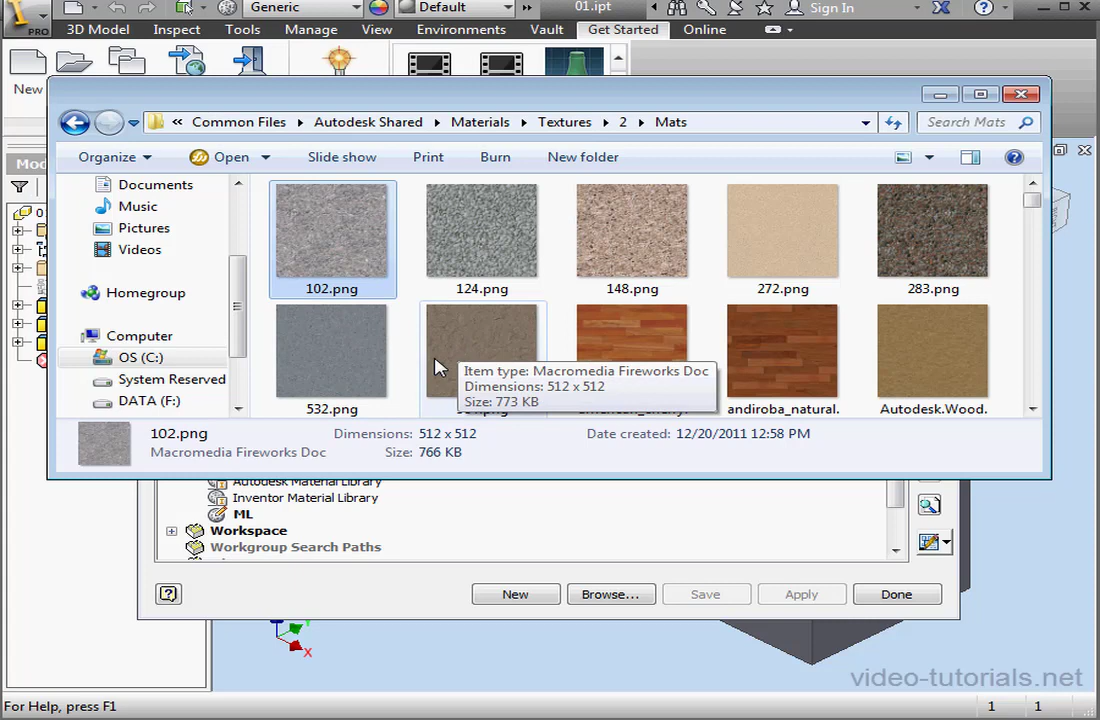 PRO
Generic
Default
01.ipt
Sign In
3D Model
Inspect
Tools
Manage
View
Environments
Vault
Get Started
Online
New
« Common Files
Autodesk Shared
Materials
Textures
2
Mats
Search Mats
Organize
Open
Slide show
Print
Burn
New folder
Mod
Documents
Music
Pictures
Videos
Homegroup
Computer
OS (C:)
System Reserved
DATA (F:)
102.png
124.png
148.png
272.png
283.png
532.png
andiroba_natural.
Autodesk.Wood.
Item type: Macromedia Fireworks Doc
Dimensions: 512 x 512
Size: 773 KB
102.png
Macromedia Fireworks Doc
Dimensions: 512 x 512
Size: 766 KB
Date created: 12/20/2011 12:58 PM
Autodesk Material Library
Inventor Material Library
ML
Workspace
Workgroup Search Paths
New
Browse...
Save
Apply
Done
X
video-tutorials.net
For Help, press F1
1
1